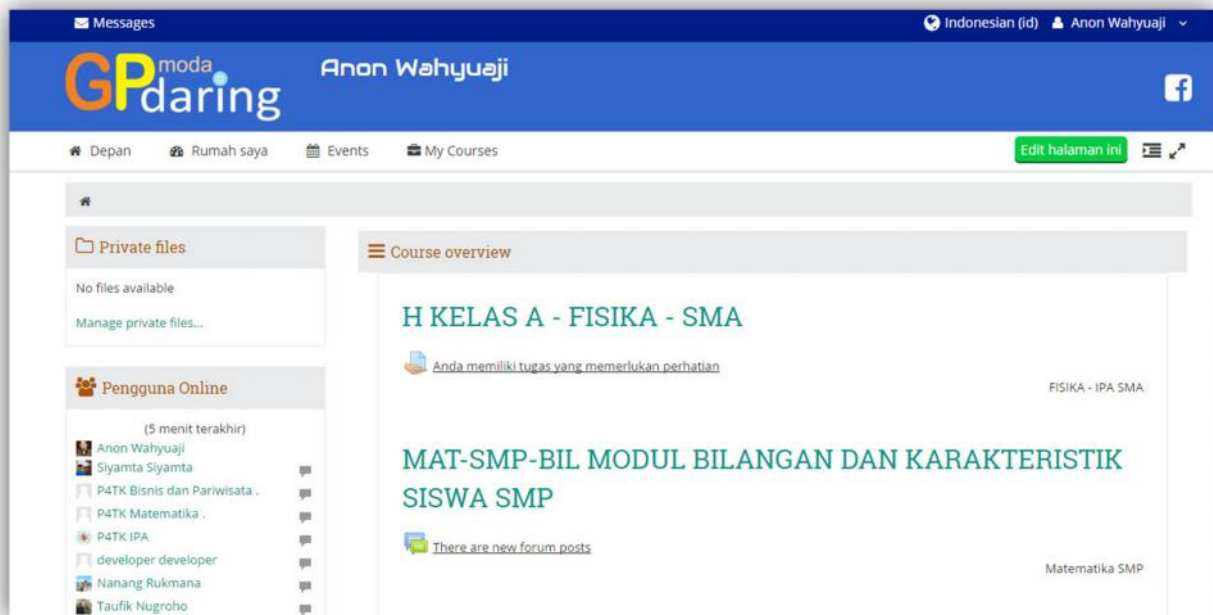 Messages
Indonesian (id) Anon Wahyuaji
GP moda daring
Anon Wahyuaji
Depan Rumah saya Events My Courses Edit halaman ini
Private files
No files available
Manage private files...
Pengguna Online
(5 menit terakhir)
Anon Wahyuaji
Siyamta Siyamta
P4TK Bisnis dan Pariwisata .
P4TK Matematika .
P4TK IPA
developer developer
Nanang Rukmana
Taufik Nugroho
Course overview
H KELAS A - FISIKA - SMA
Anda memiliki tugas yang memerlukan perhatian
FISIKA - IPA SMA
MAT-SMP-BIL MODUL BILANGAN DAN KARAKTERISTIK
SISWA SMP
There are new forum posts
Matematika SMP